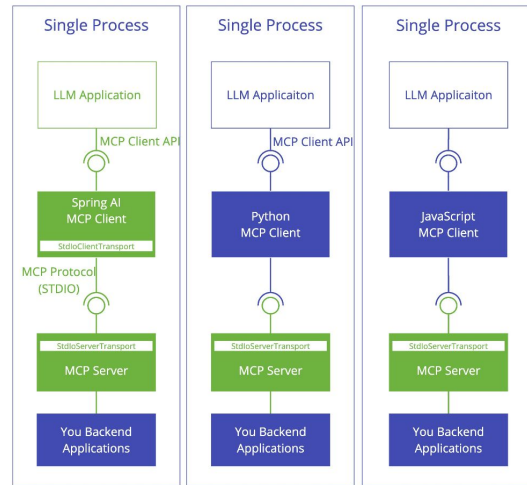 Single Process
LLM Application
MCP Client API
Spring AI
MCP Client
StdioClientTransport
MCP Protocol
(STDIO)
StdioServerTransport
MCP Server
You Backend
Applications
Single Process
LLM Applicaiton
MCP Client API
Python
MCP Client
StdioServerTransport
MCP Server
You Backend
Applications
Single Process
LLM Applicaiton
JavaScript
MCP Client
StdioServerTransport
MCP Server
You Backend
Applications